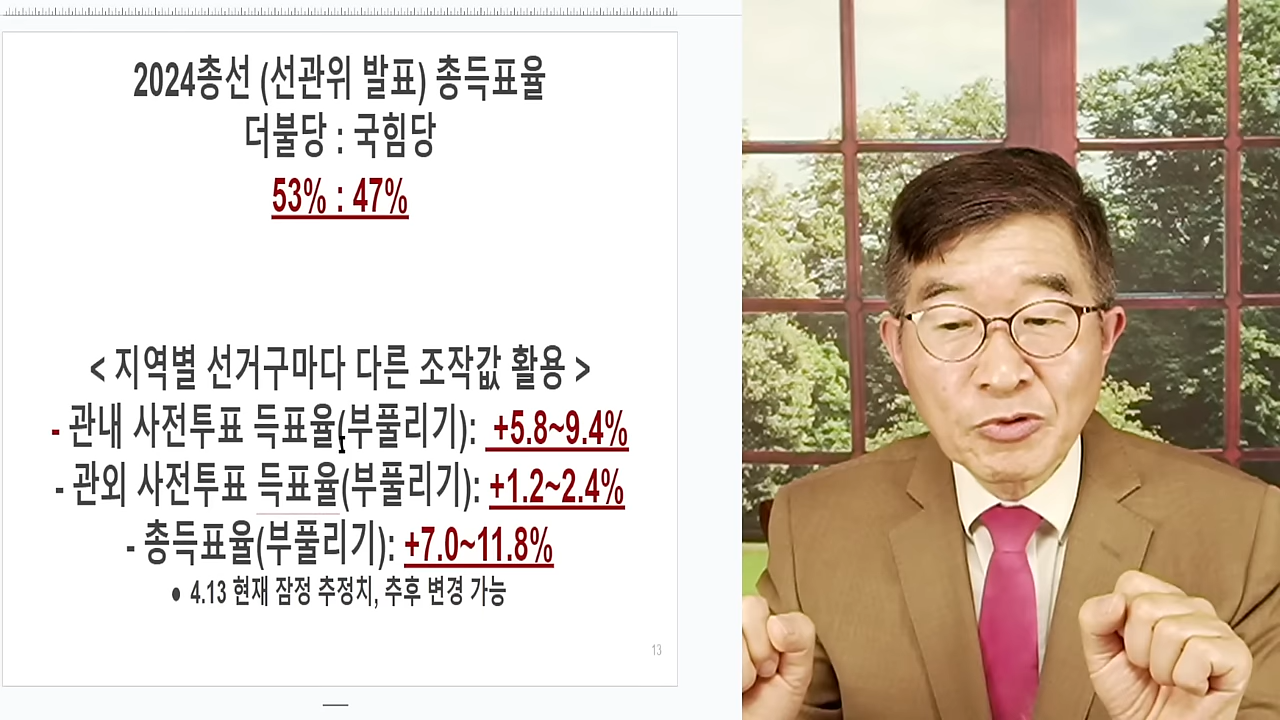 2024총선 (선관위 발표) 총득표율
더불당 : 국힘당
53% : 47%
< 지역별 선거구마다 다른 조작값 활용 >
- 관내 사전투표 득표율(부풀리기): +5.8~9.4%
- 관외 사전투표 득표율(부풀리기): +1.2~2.4%
- 총득표율(부풀리기): +7.0~11.8%
● 4.13 현재 잠정 추정치, 추후 변경 가능
13